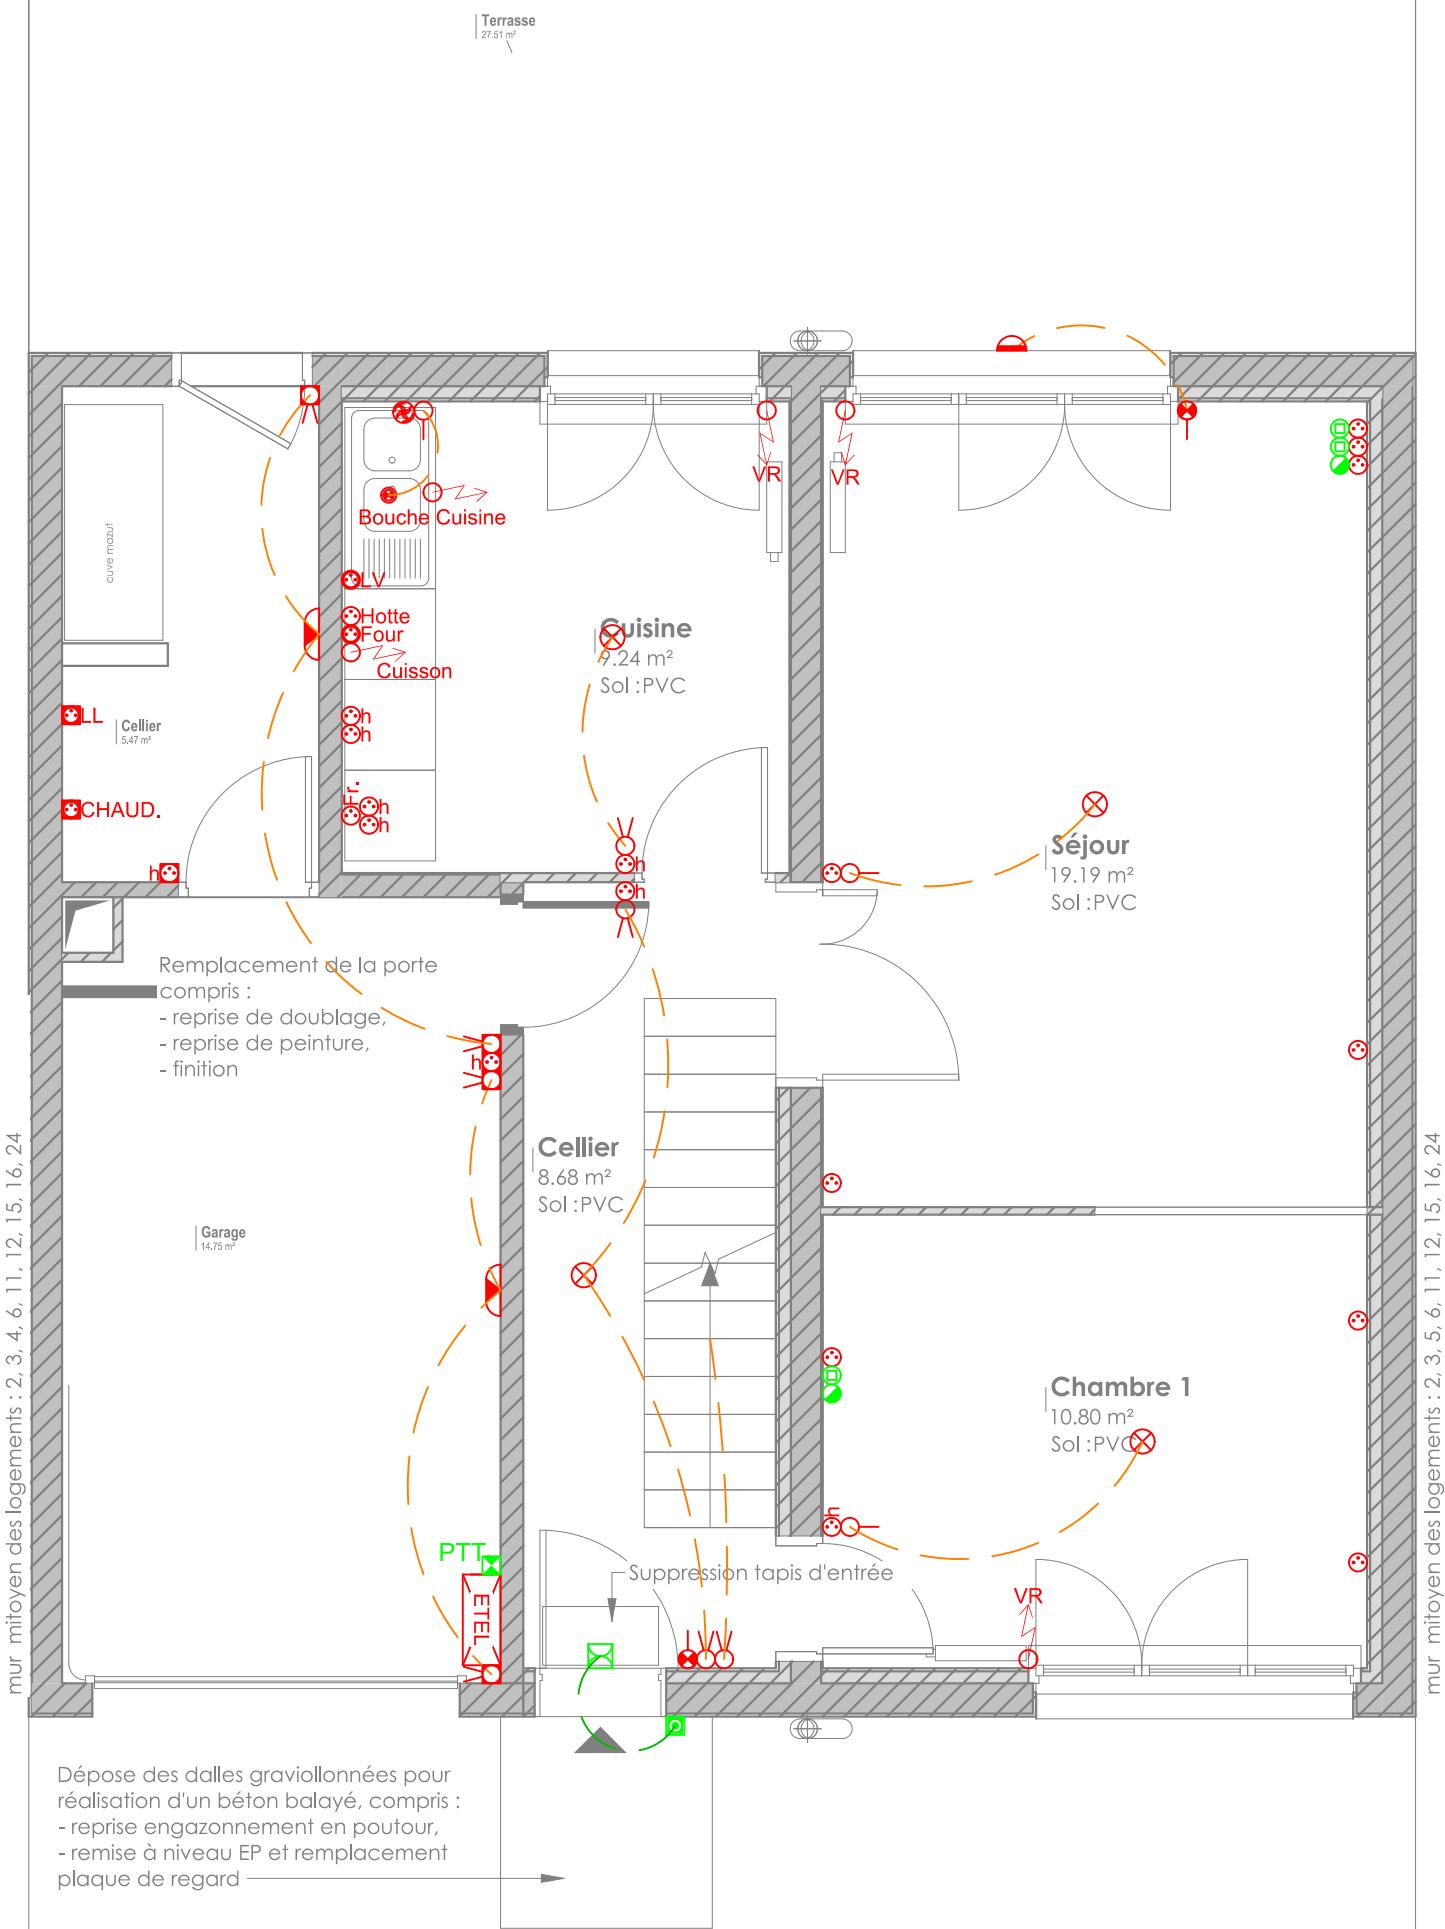 Terrasse
27.51 m²
cuve mazut
VR
VR
Bouche Cuisine
LV
Hotte
Four
Cuisson
Cuisine
9.24 m²
Sol :PVC
LL
Cellier
5.47 m²
h
h
Fr.
h
h
CHAUD.
h
h
h
Séjour
19.19 m²
Sol :PVC
Remplacement de la porte
compris :
- reprise de doublage,
- reprise de peinture,
- finition
h
Cellier
8.68 m²
Sol :PVC
Garage
14.75 m²
mur mitoyen des logements : 2, 3, 4, 6, 11, 12, 15, 16, 24
mur mitoyen des logements : 2, 3, 5, 6, 11, 12, 15, 16, 24
Chambre 1
10.80 m²
Sol :PVC
h
PTT
ETEL
Suppression tapis d'entrée
VR
Dépose des dalles graviollonnées pour
réalisation d'un béton balayé, compris :
- reprise engazonnement en poutour,
- remise à niveau EP et remplacement
plaque de regard